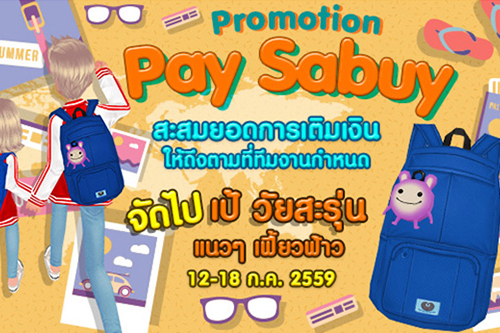 Promotion
Pay Sabuy
สะสมยอดการเติมเงิน
ให้ถึงตามที่ทีมงานกำหนด
จัดไป เป้ วัยสะรุ่น
แนวๆ เฟี้ยวฟ้าว
12-18 ก.ค. 2559
SUMMER